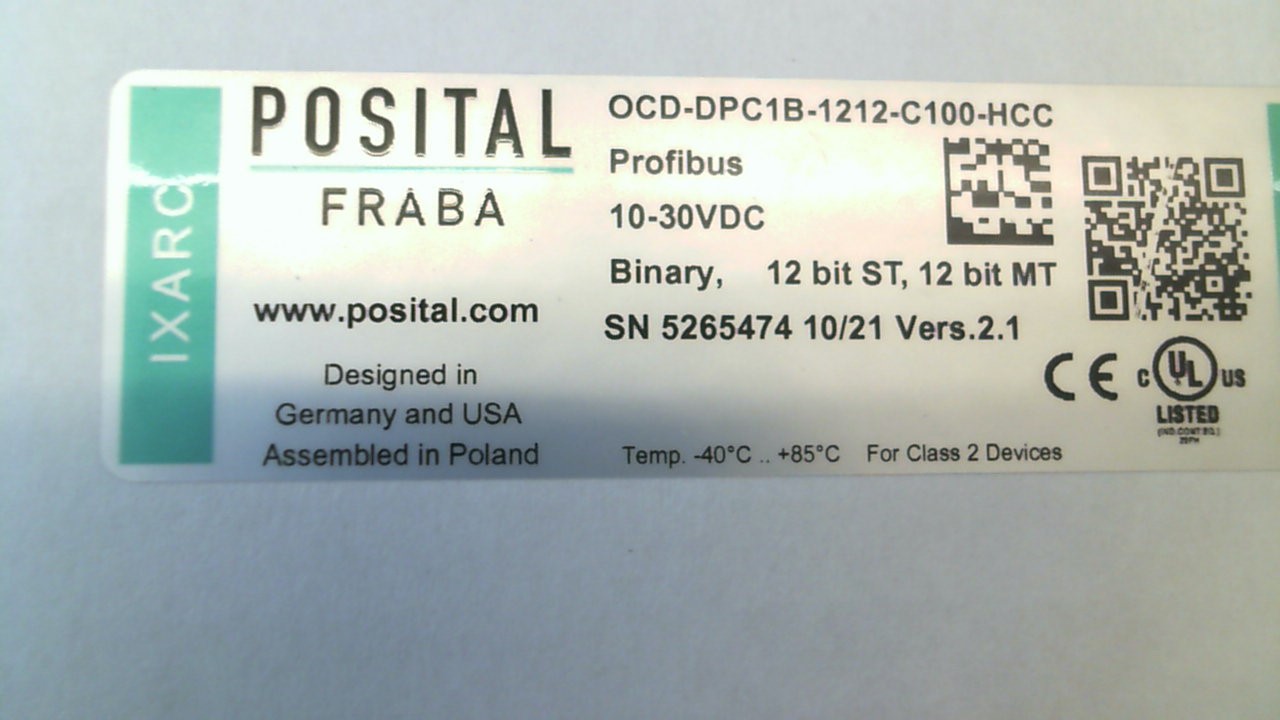 IXARC
POSITAL
FRABA
www.posital.com
Designed in
Germany and USA
Assembled in Poland
OCD-DPC1B-1212-C100-HCC
Profibus
10-30VDC
Binary, 12 bit ST, 12 bit MT
SN 5265474 10/21 Vers.2.1
CE
C UL US
LISTED
Temp. -40°C .. +85°C For Class 2 Devices